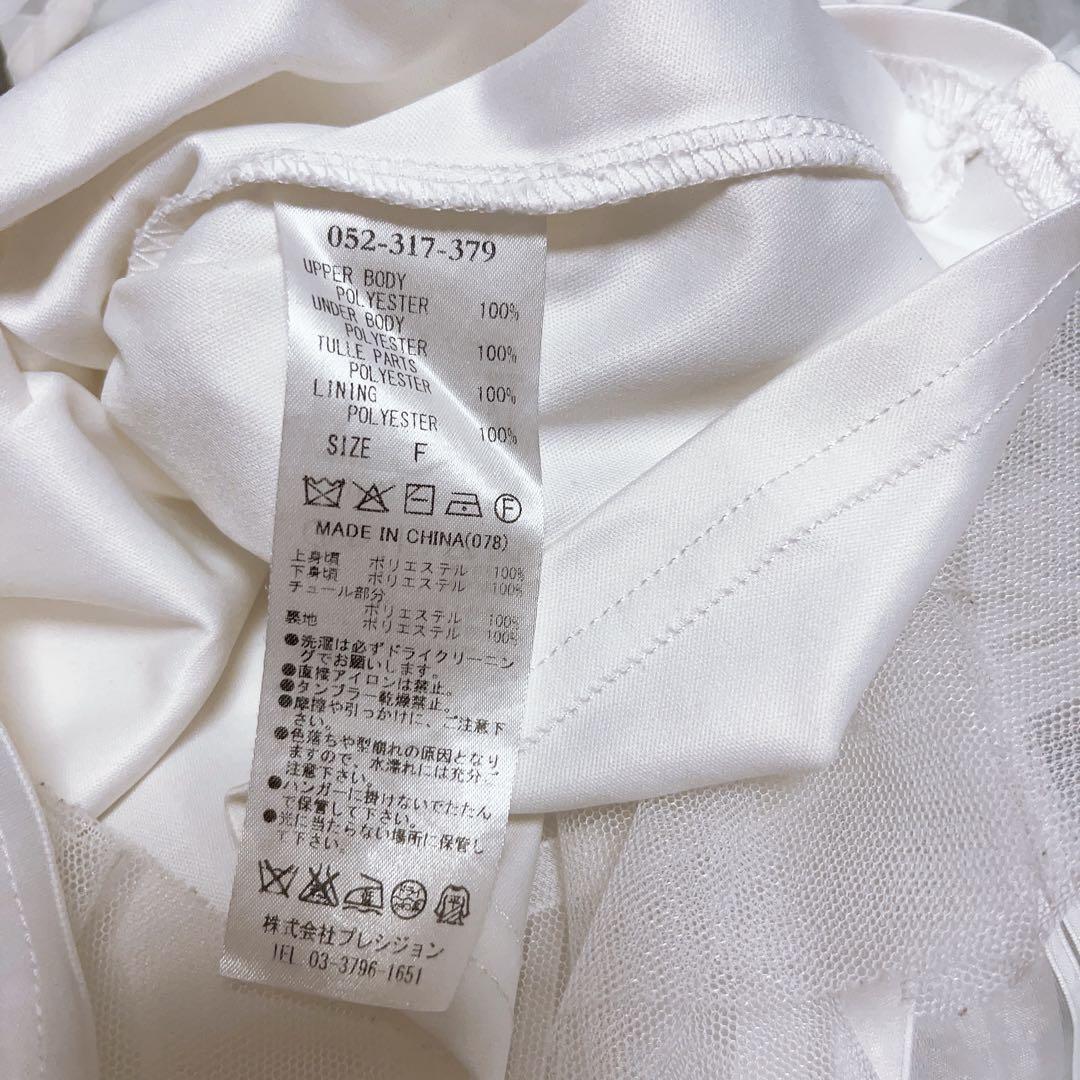 052-317-379
UPPER BODY
POLYESTER 100%
UNDER BODY
POLYESTER 100%
TULLE PARTS
POLYESTER 100%
LINING
POLYESTER 100%
SIZE F
F
MADE IN CHINA(078)
上身頃 ポリエステル 100%
下身頃 ポリエステル 100%
チュール部分
ポリエステル 100%
裏地 ポリエステル 100%
●洗濯は必ずドライクリーニン
グでお願いします。
●直接アイロンは禁止。
●タンブラー乾燥禁止。
●摩擦や引っかけに、ご注意下
さい。
●色落ちや型崩れの原因となり
ますので、水濡れには充分ご
注意下さい。
●ハンガーに掛けないでたたん
で保管して下さい。
●※に当たらない場所に保管し
て下さい。
株式会社プレシジョン
TEL 03-3796-1651